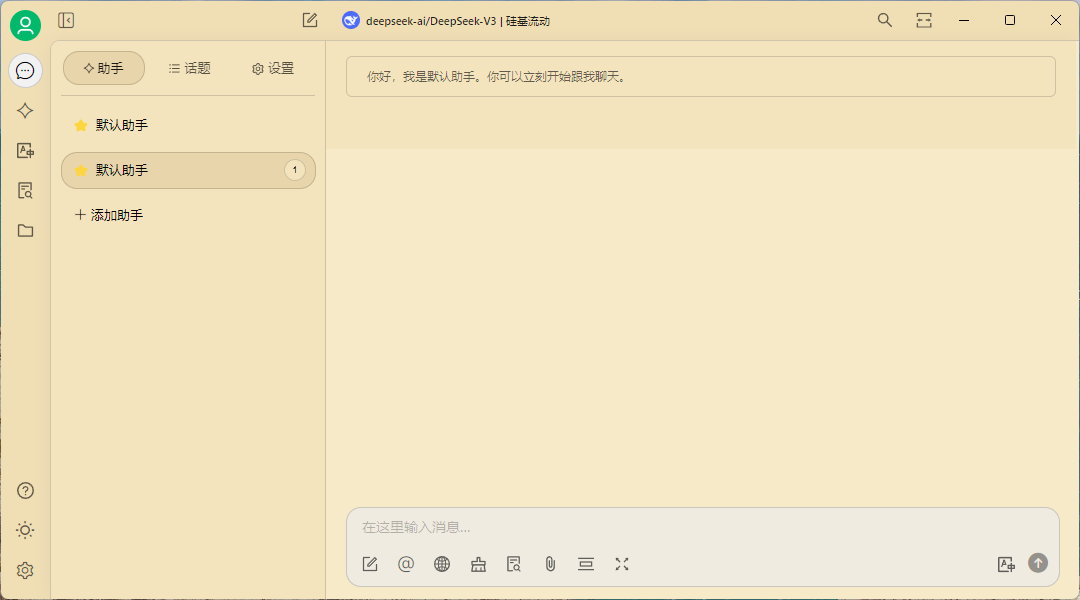 deepseek-ai/DeepSeek-V3 | 硅基流动
助手
话题
设置
默认助手
默认助手
1
添加助手
你好，我是默认助手。你可以立刻开始跟我聊天。
在这里输入消息...